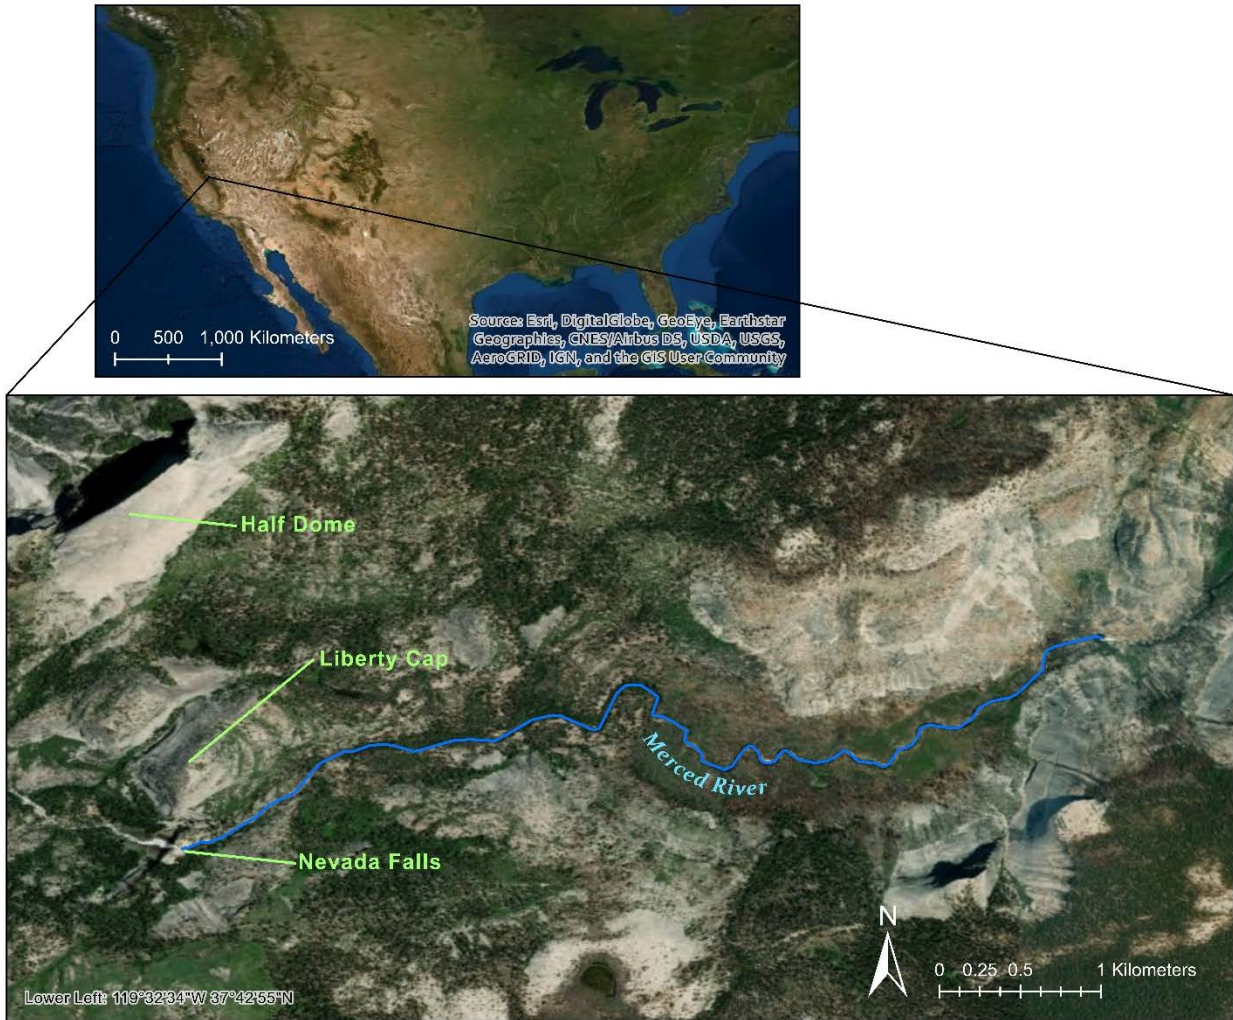 0 500 1,000 Kilometers
Source: Esri, DigitalGlobe, GeoEye, Earthstar
Geographics, CNES/Airbus DS, USDA, USGS,
AeroGRID, IGN, and the GIS User Community
Half Dome
Liberty Cap
Merced River
Nevada Falls
N
0 0.25 0.5 1 Kilometers
Lower Left: 119°32'34"W 37°42'55"N